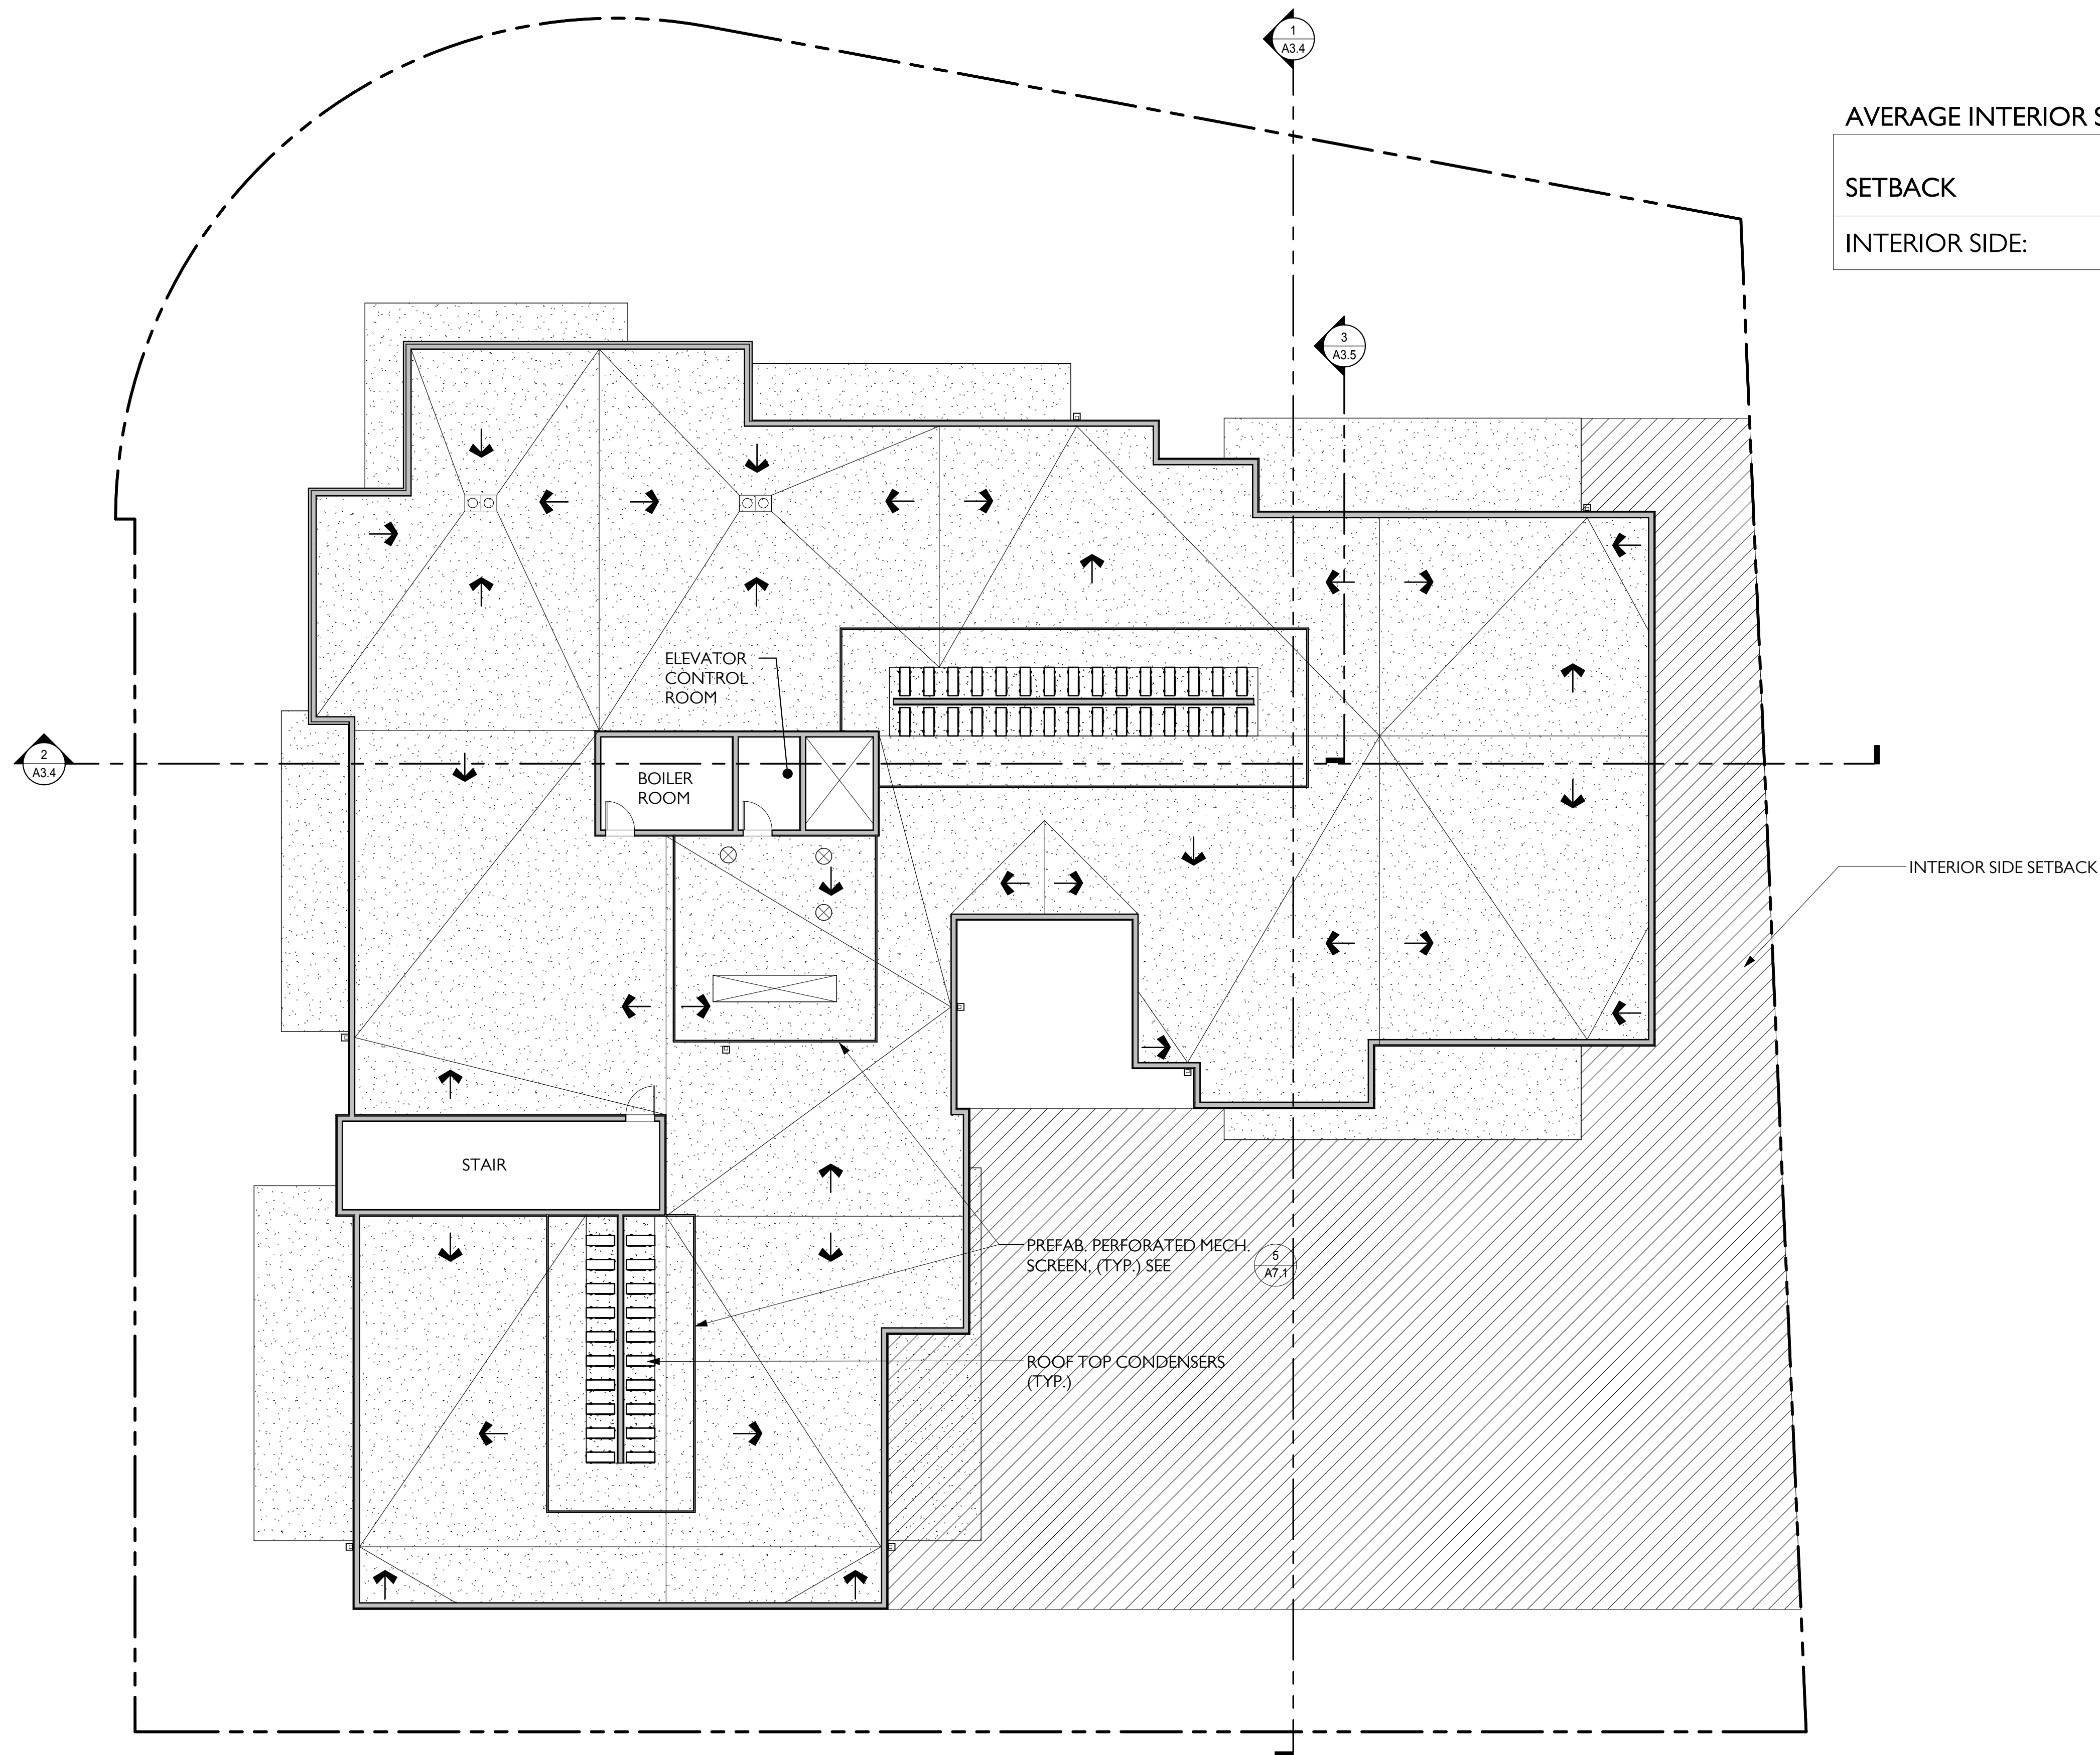 1
A3.4
AVERAGE INTERIOR S
SETBACK
INTERIOR SIDE:
3
A3.5
ELEVATOR
CONTROL
ROOM
2
A3.4
BOILER
ROOM
INTERIOR SIDE SETBACK
STAIR
PREFAB. PERFORATED MECH.
SCREEN, (TYP.) SEE
5
A7.1
ROOF TOP CONDENSERS
(TYP.)